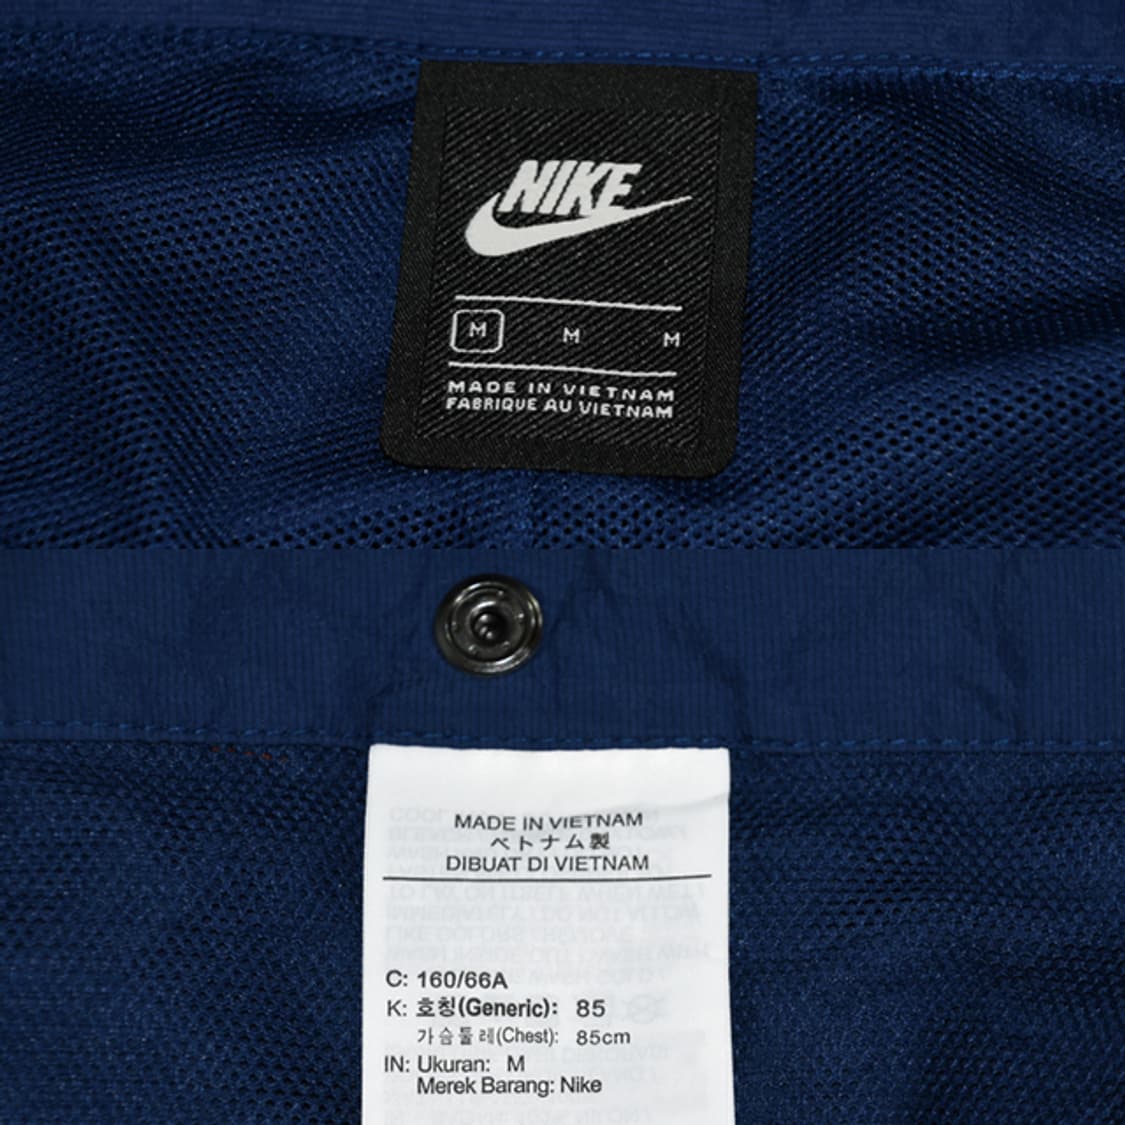 NIKE
M M M
MADE IN VIETNAM
FABRIQUE AU VIETNAM
MADE IN VIETNAM
ベトナム製
DIBUAT DI VIETNAM
C: 160/66A
K: 호칭(Generic): 85
가슴둘레(Chest): 85cm
IN: Ukuran: M
Merek Barang: Nike